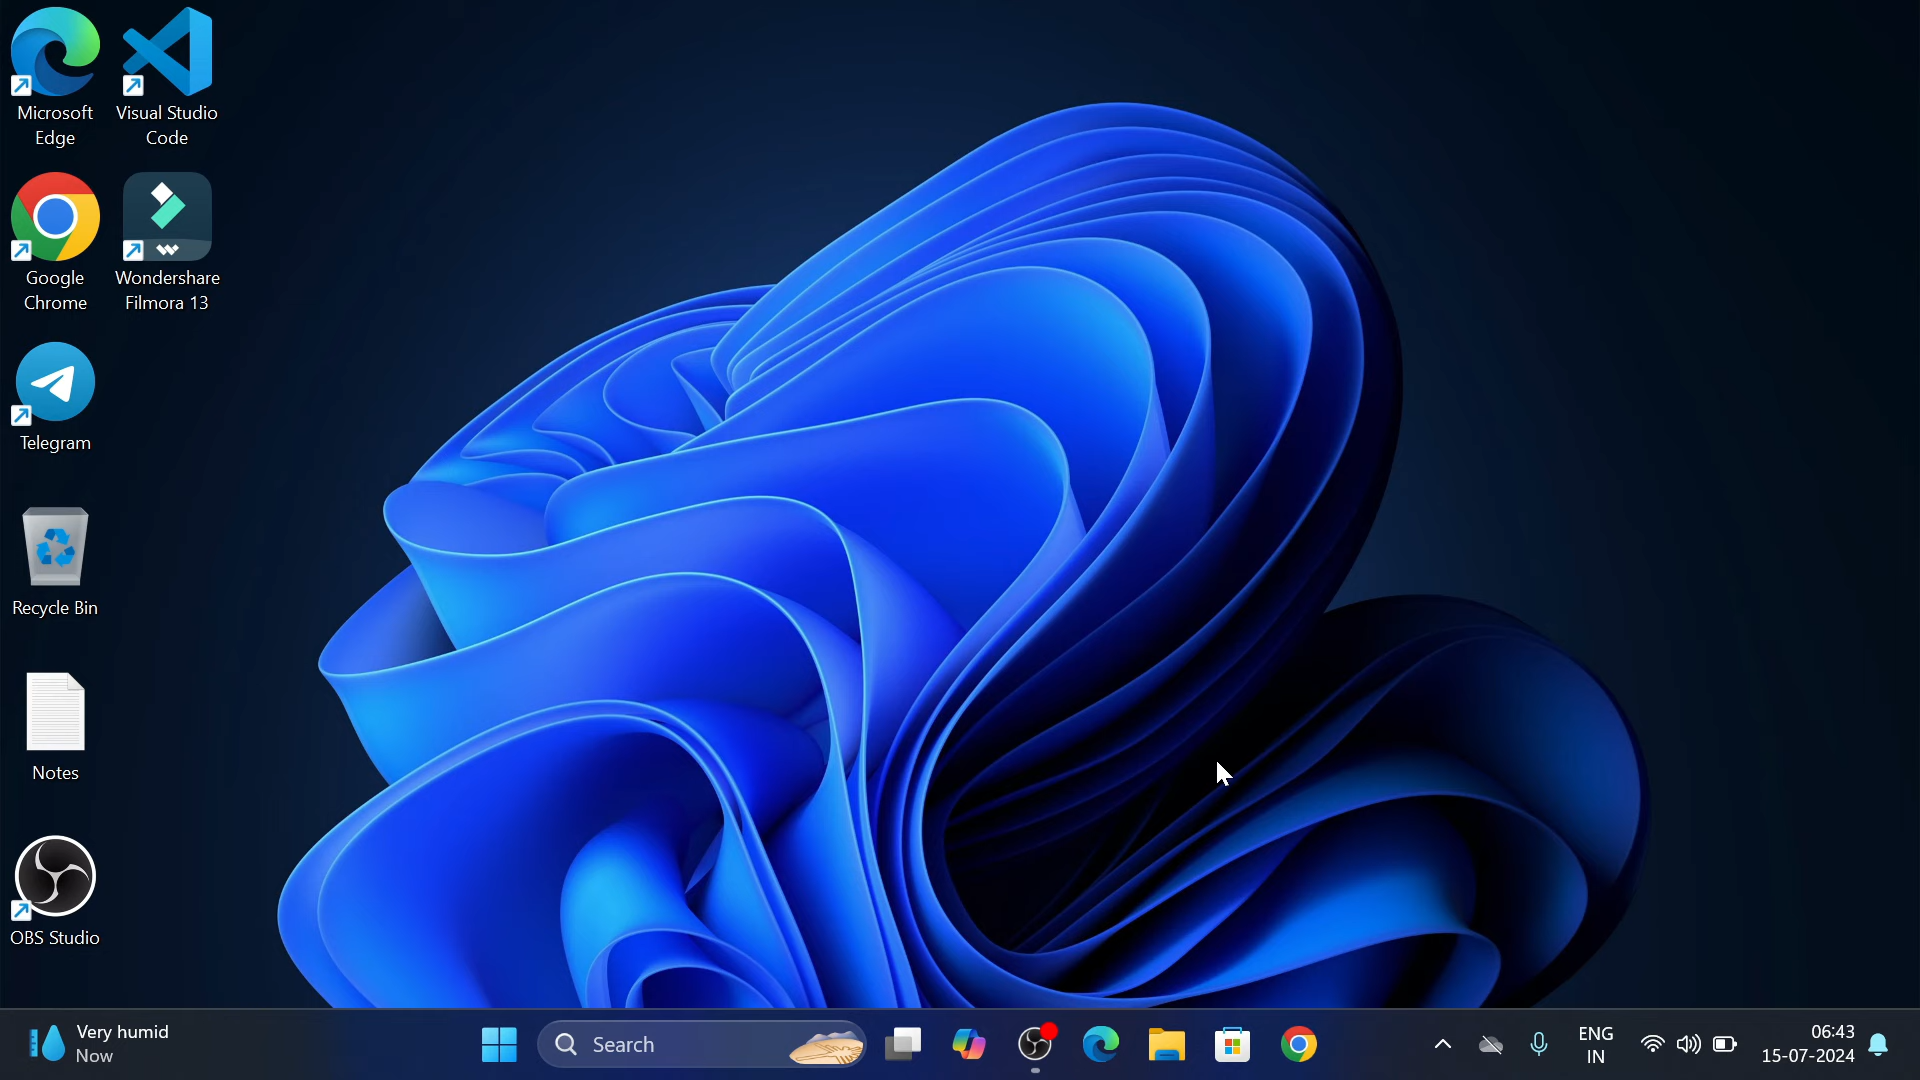 Microsoft
Edge
Visual Studio
Code
Google
Chrome
Wondershare
Filmora 13
Telegram
Recycle Bin
Notes
OBS Studio
Very humid
Now
Search
ENG
IN
06:43
15-07-2024